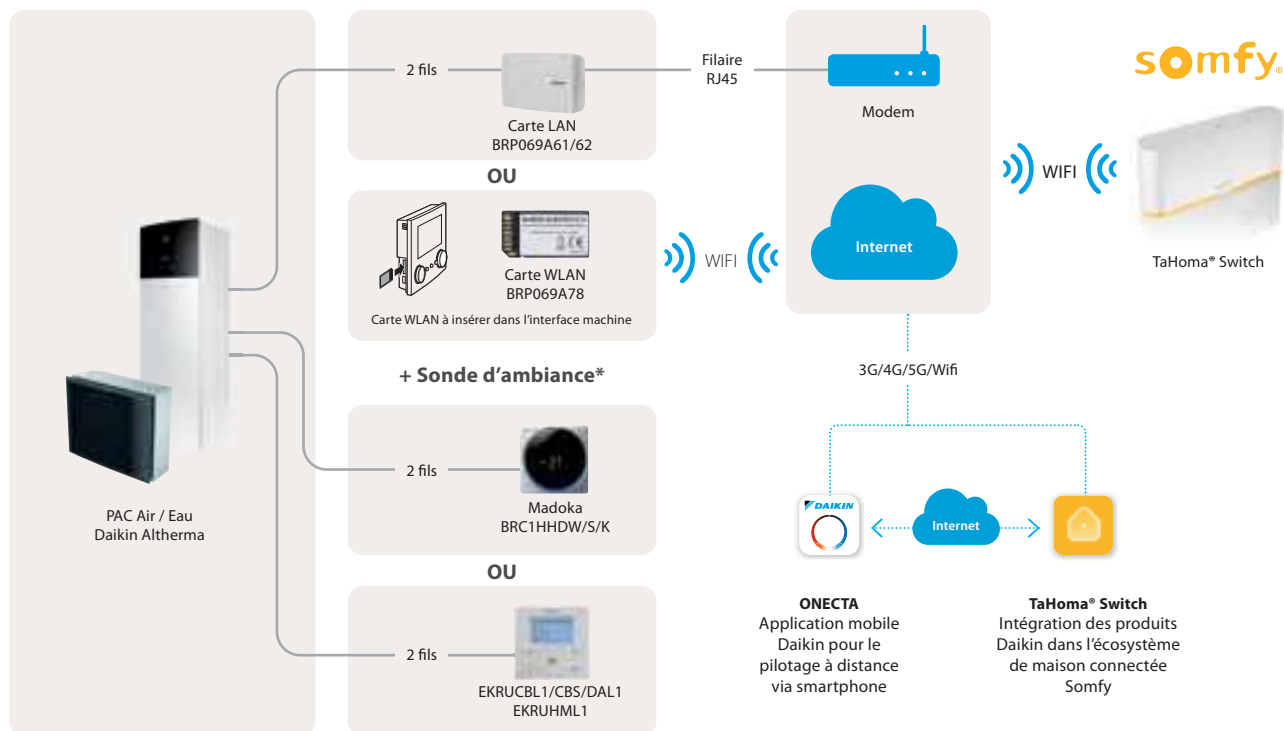 PAC Air / Eau
Daikin Altherma
2 fils
Carte LAN
BRP069A61/62
OU
Carte WLAN
BRP069A78
Carte WLAN à insérer dans l'interface machine
+ Sonde d'ambiance*
2 fils
Madoka
BRC1HHDW/S/K
OU
2 fils
EKRUCBL1/CBS/DAL1
EKRUHML1
Filaire
RJ45
WIFI
Modem
Internet
WIFI
somfy®
TaHoma® Switch
3G/4G/5G/Wifi
DAIKIN
Internet
ONECTA
Application mobile
Daikin pour le
pilotage à distance
via smartphone
TaHoma® Switch
Intégration des produits
Daikin dans l'écosystème
de maison connectée
Somfy